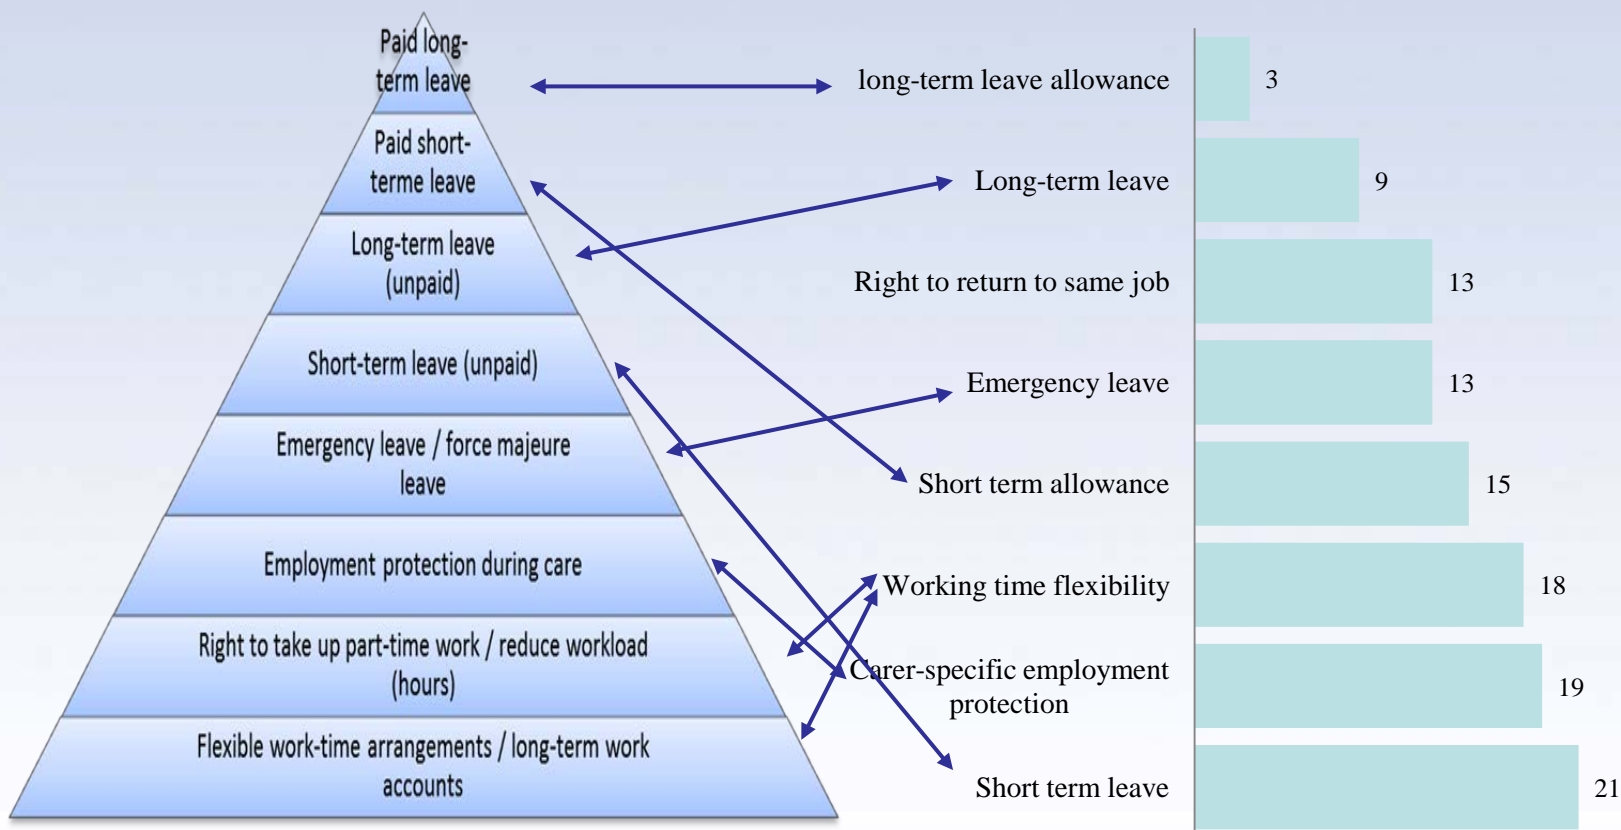 Paid long-
term leave
Paid short-
terme leave
Long-term leave
(unpaid)
Short-term leave (unpaid)
Emergency leave / force majeure
leave
Employment protection during care
Right to take up part-time work / reduce workload
(hours)
Flexible work-time arrangements / long-term work
accounts
long-term leave allowance 3
Long-term leave 9
Right to return to same job 13
Emergency leave 13
Short term allowance 15
Working time flexibility 18
Carer-specific employment
protection 19
Short term leave 21